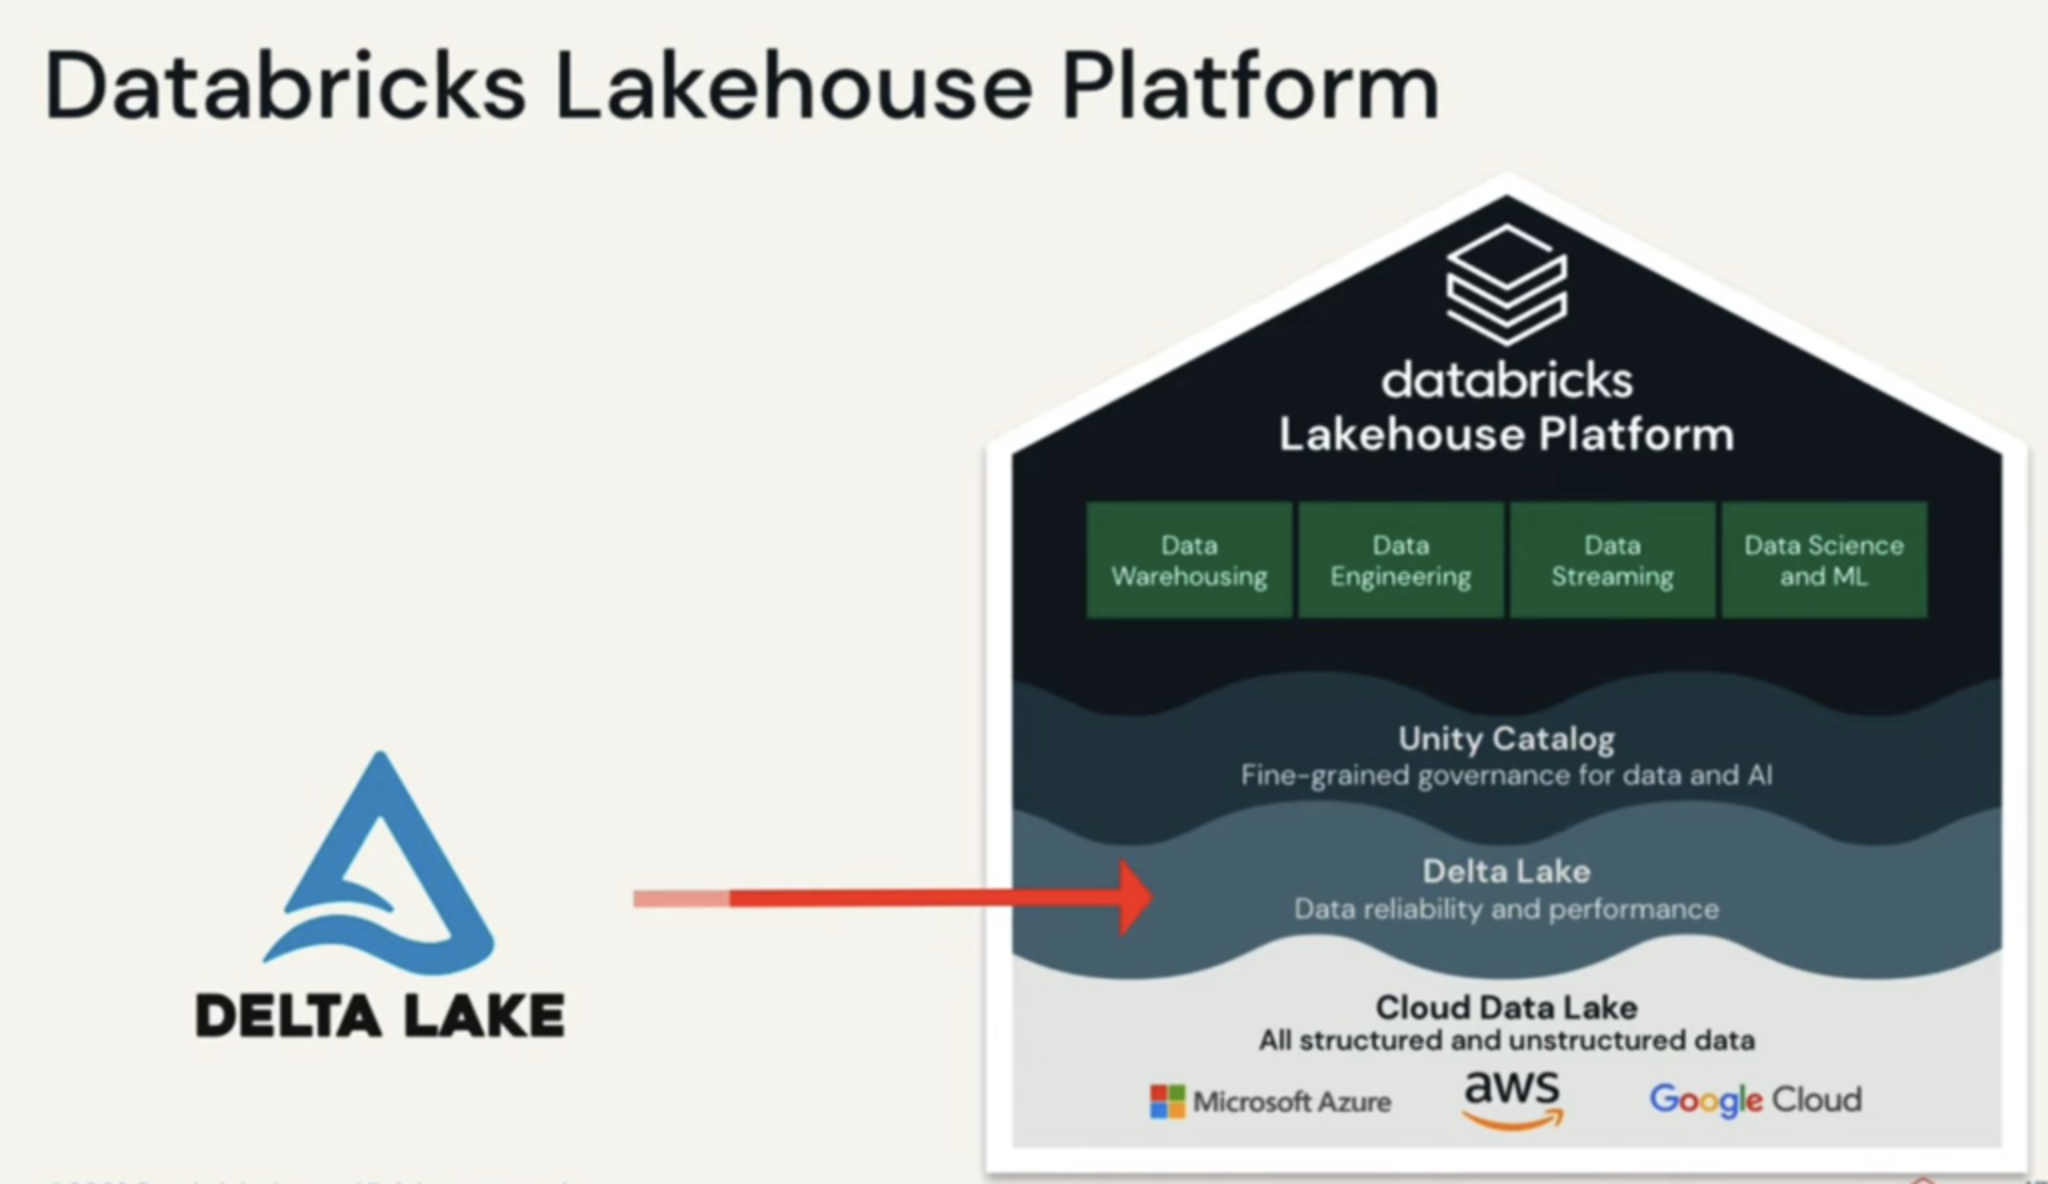 Databricks Lakehouse Platform
databricks
Lakehouse Platform
Data
Warehousing
Data
Engineering
Data
Streaming
Data Science
and ML
Unity Catalog
Fine-grained governance for data and AI
Delta Lake
Data reliability and performance
DELTA LAKE
Cloud Data Lake
All structured and unstructured data
Microsoft Azure
aws
Google Cloud